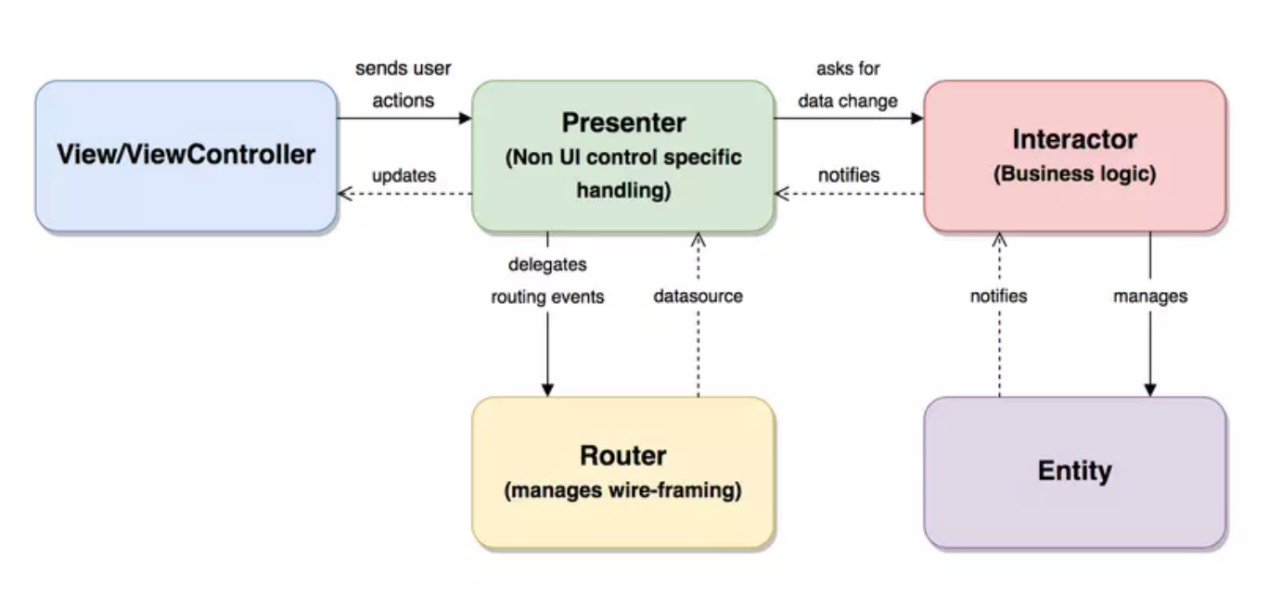 sends user
actions
asks for
data change
View/ViewController
Presenter
(Non UI control specific
handling)
Interactor
(Business logic)
updates
notifies
delegates
routing events
datasource
notifies
manages
Router
(manages wire-framing)
Entity